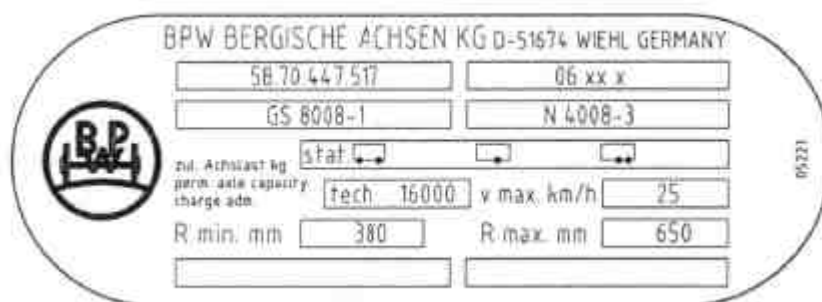 BPW BERGISCHE ACHSEN KG D-51674 WIEHL GERMANY
58.70.447.517 06 xx x
GS 8008-1 N 4008-3
BPW
stat.
zul. Achslast kg
perm. axle capacity
charge adm.
tech 16000 v max. km/h 25
R min. mm 380 R max. mm 650
05221